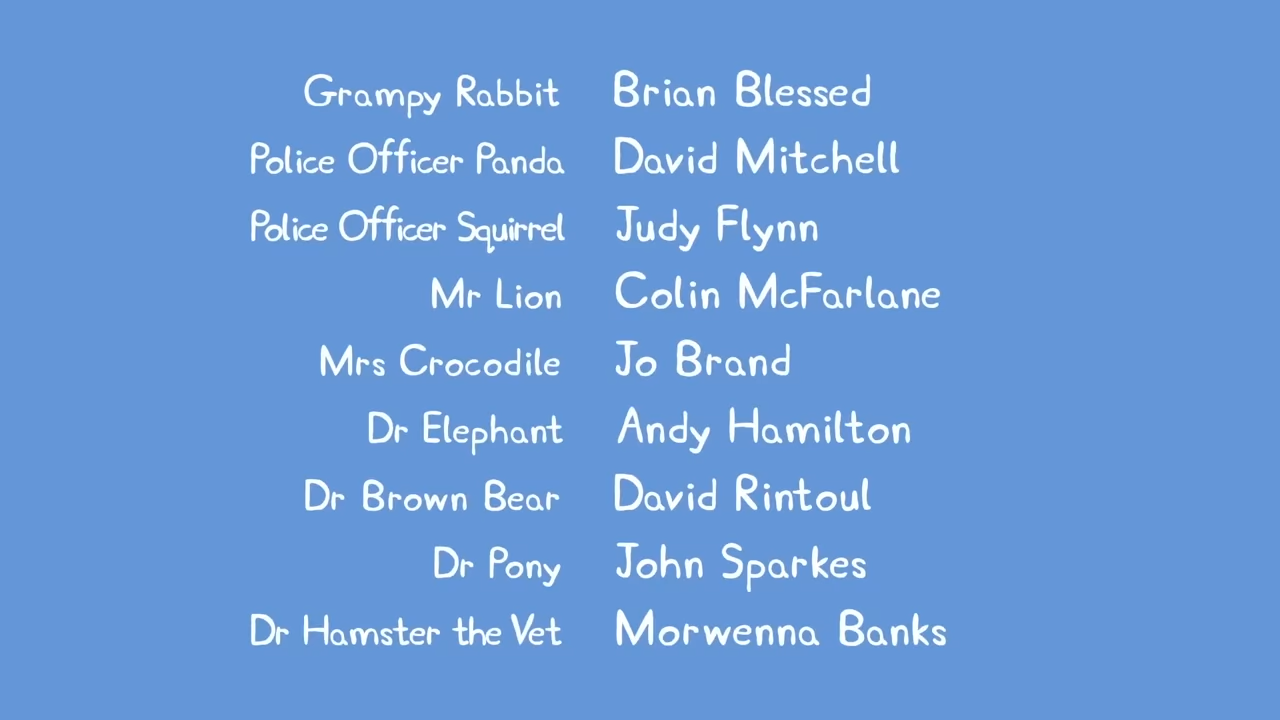 Grampy Rabbit Brian Blessed
Police Officer Panda David Mitchell
Police Officer Squirrel Judy Flynn
Mr Lion Colin McFarlane
Mrs Crocodile Jo Brand
Dr Elephant Andy Hamilton
Dr Brown Bear David Rintoul
Dr Pony John Sparkes
Dr Hamster the Vet Morwenna Banks